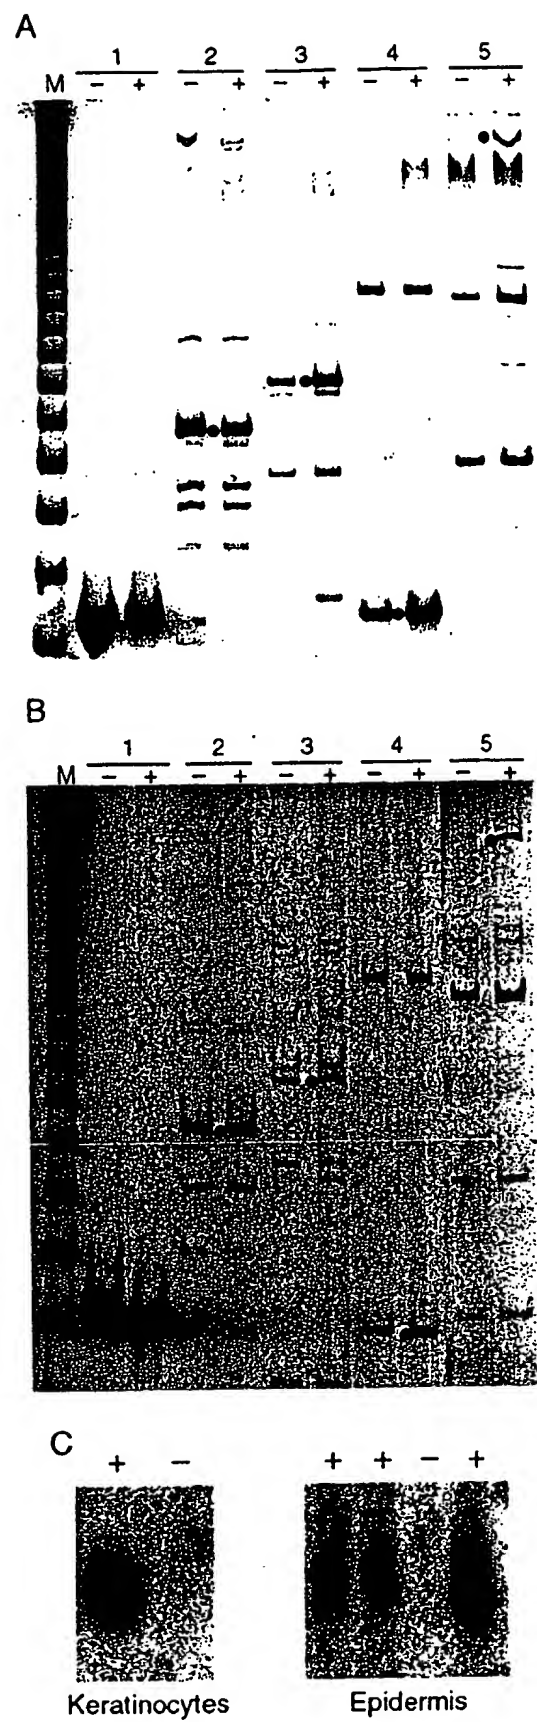 A
1 2 3 4 5
M − + − + − + − + − +
B
1 2 3 4 5
M − + − + − + − + − +
C
+ − + + − +
Keratinocytes Epidermis